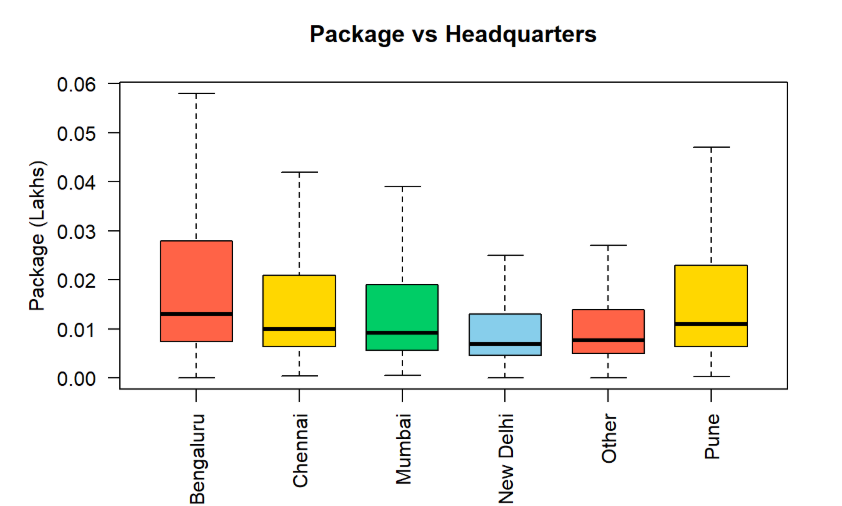 Package vs Headquarters
Package (Lakhs)
0.06
0.05
0.04
0.03
0.02
0.01
0.00
Bengaluru
Chennai
Mumbai
New Delhi
Other
Pune